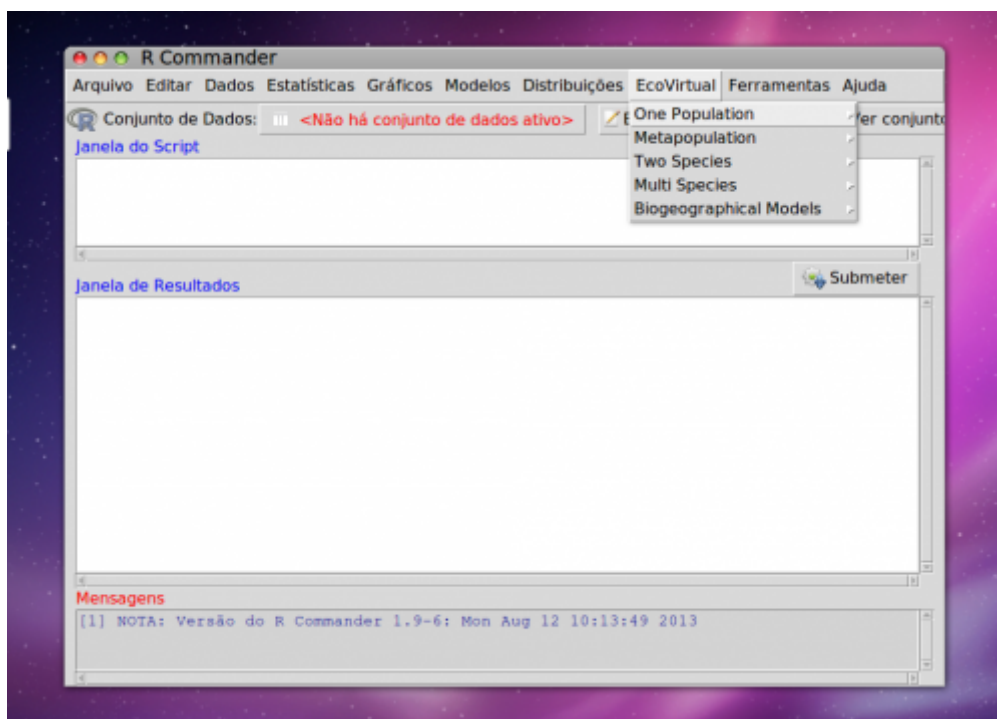 R Commander
Arquivo Editar Dados Estatísticas Gráficos Modelos Distribuições EcoVirtual Ferramentas Ajuda
Conjunto de Dados: <Não há conjunto de dados ativo> conjunto
One Population
Metapopulation
Two Species
Multi Species
Biogeographical Models
Janela do Script
Submeter
Janela de Resultados
Mensagens
[1] NOTA: Versão do R Commander 1.9-6: Mon Aug 12 10:13:49 2013